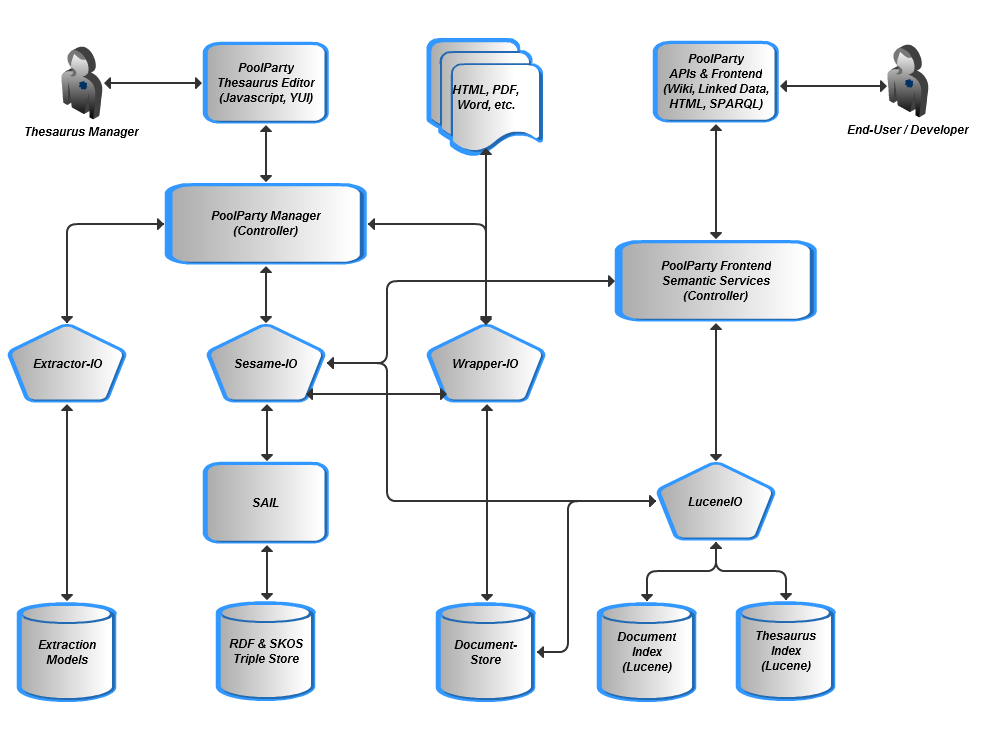 PoolParty
Thesaurus Editor
(Javascript, YUI)
HTML, PDF,
Word, etc.
PoolParty
APIs & Frontend
(Wiki, Linked Data,
HTML, SPARQL)
Thesaurus Manager
End-User / Developer
PoolParty Manager
(Controller)
PoolParty Frontend
Semantic Services
(Controller)
Extractor-IO
Sesame-IO
Wrapper-IO
SAIL
LuceneIO
Extraction
Models
RDF & SKOS
Triple Store
Document-
Store
Document
Index
(Lucene)
Thesaurus
Index
(Lucene)